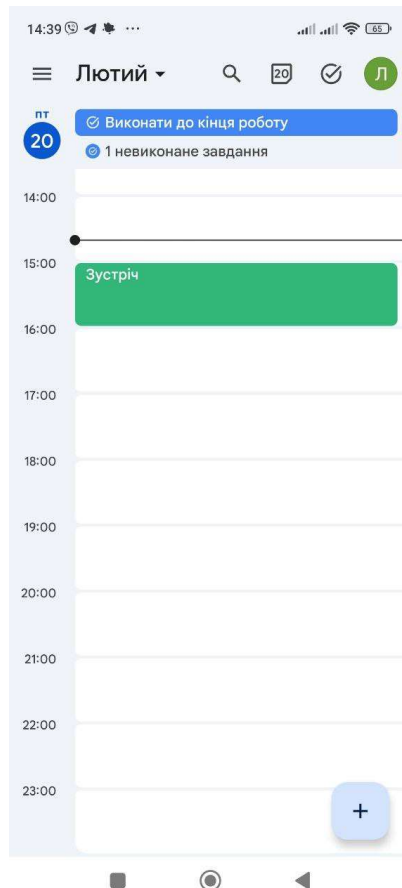 14:39 ... 65
Лютий 20 Л
ПТ
20
Виконати до кінця роботу
1 невиконане завдання
14:00
15:00
Зустріч
16:00
17:00
18:00
19:00
20:00
21:00
22:00
23:00
+